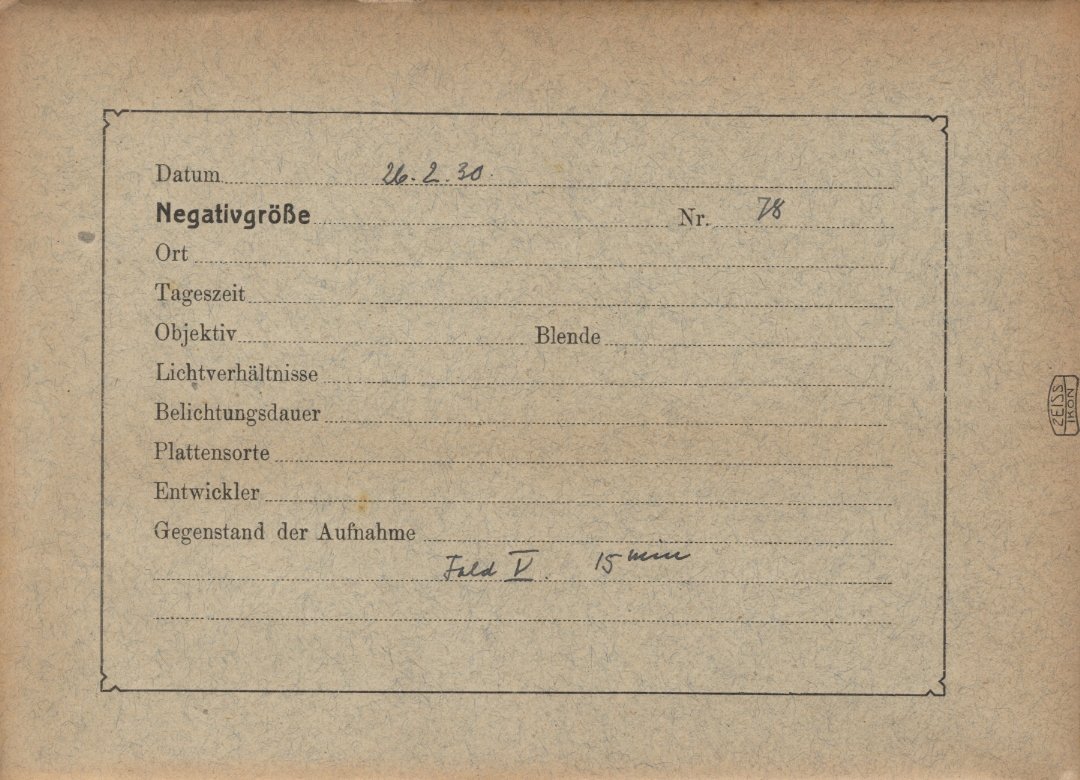 Datum 26.2.30.
Negativgröße Nr. 78
Ort
Tageszeit
Objektiv Blende
Lichtverhältnisse
Belichtungsdauer
Plattensorte
Entwickler
Gegenstand der Aufnahme
Feld V. 15 min
ZEISS
IKON